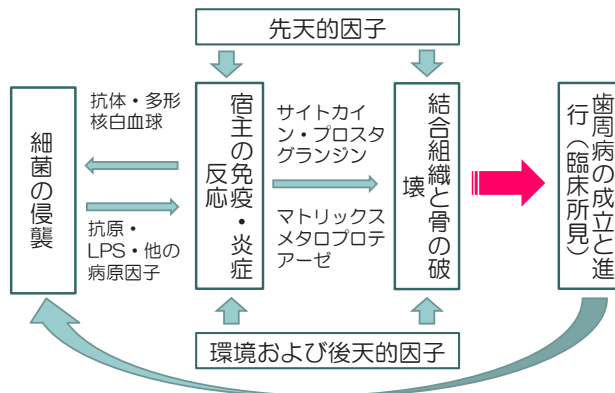 先天的因子
細菌の侵襲
抗体・多形
核白血球
抗原・
LPS・他の
病原因子
宿主の免疫・炎症
反応
サイトカイ
ン・プロスタ
グランジン
マトリックス
メタロプロテ
アーゼ
結合組織と骨の破
壊
歯周病の成立と進
行（臨床所見）
環境および後天的因子